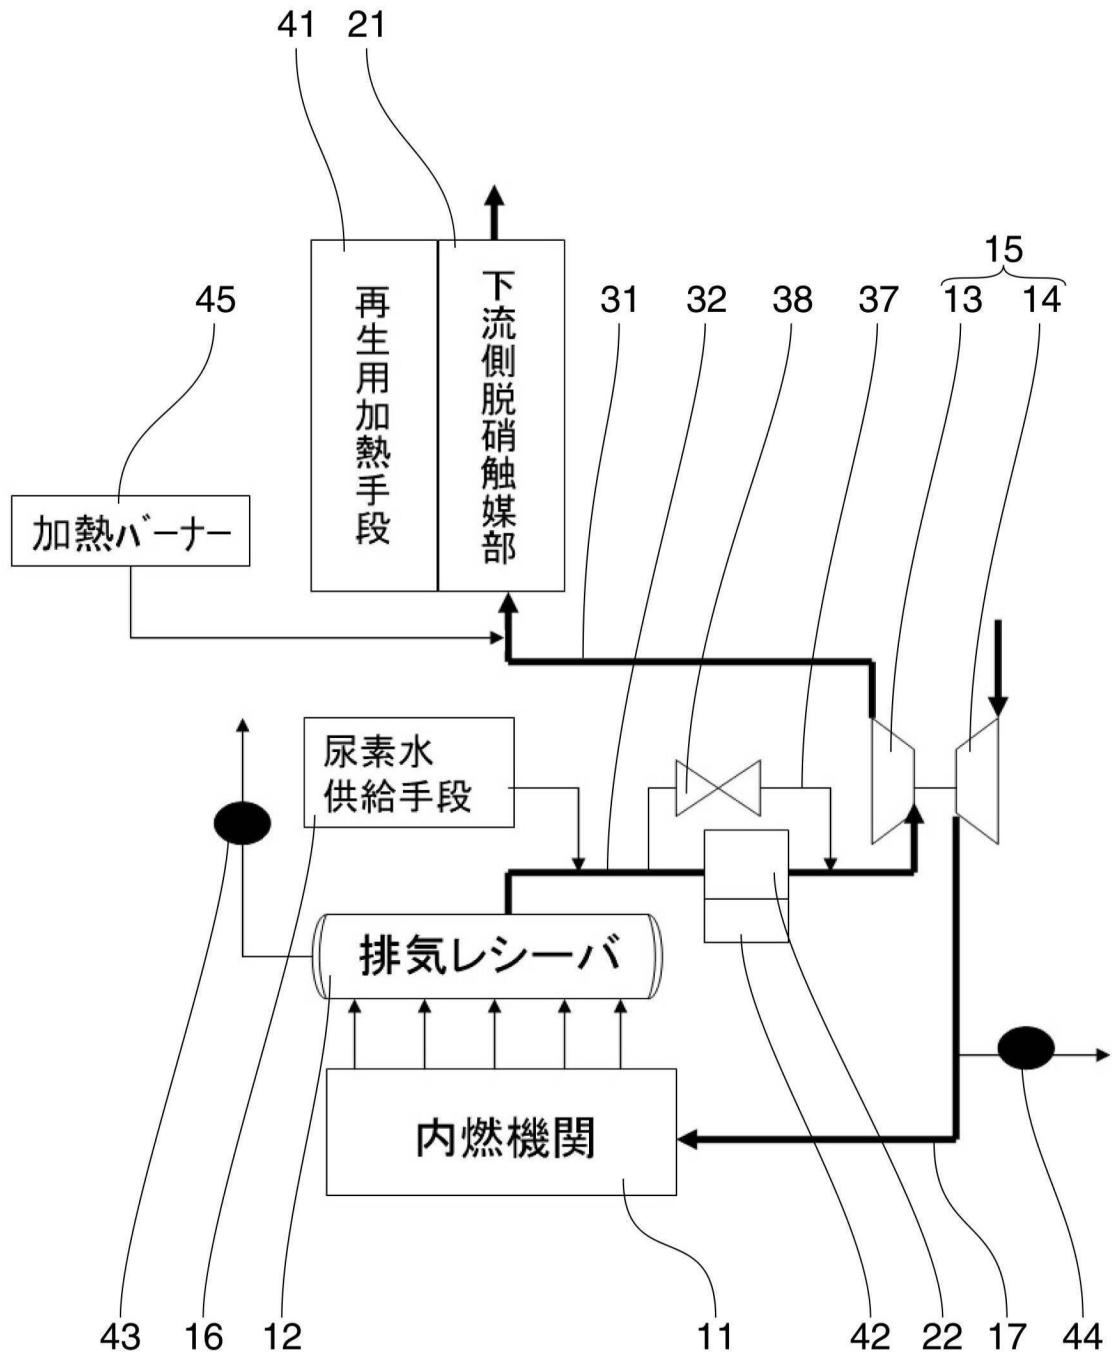 41 21
15
45 31 32 38 37 13 14
再生用加熱手段
下流側脱硝触媒部
加熱バーナー
尿素水
供給手段
排気レシーバ
内燃機関
43 16 12 11 42 22 17 44